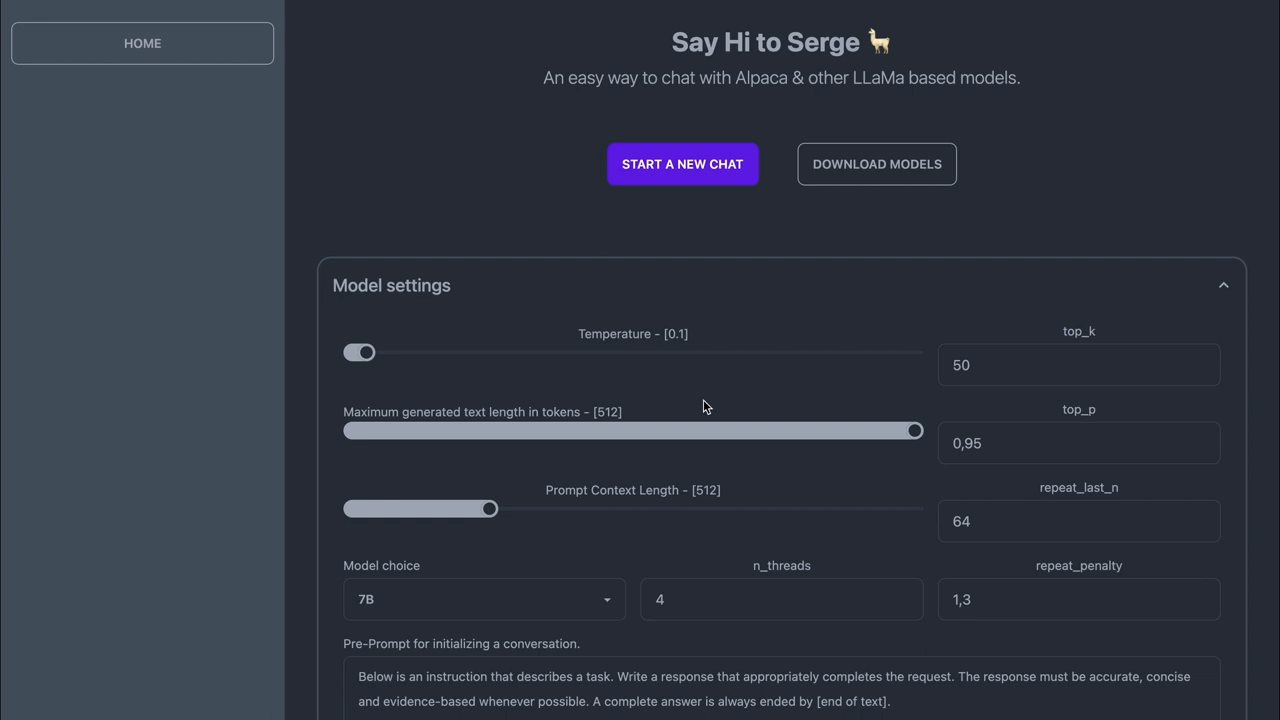 HOME
Say Hi to Serge 🦙
An easy way to chat with Alpaca & other LLaMa based models.
START A NEW CHAT
DOWNLOAD MODELS
Model settings
Temperature - [0.1]
top_k
50
Maximum generated text length in tokens - [512]
top_p
0,95
Prompt Context Length - [512]
repeat_last_n
64
Model choice
n_threads
repeat_penalty
7B
4
1,3
Pre-Prompt for initializing a conversation.
Below is an instruction that describes a task. Write a response that appropriately completes the request. The response must be accurate, concise
and evidence-based whenever possible. A complete answer is always ended by [end of text].